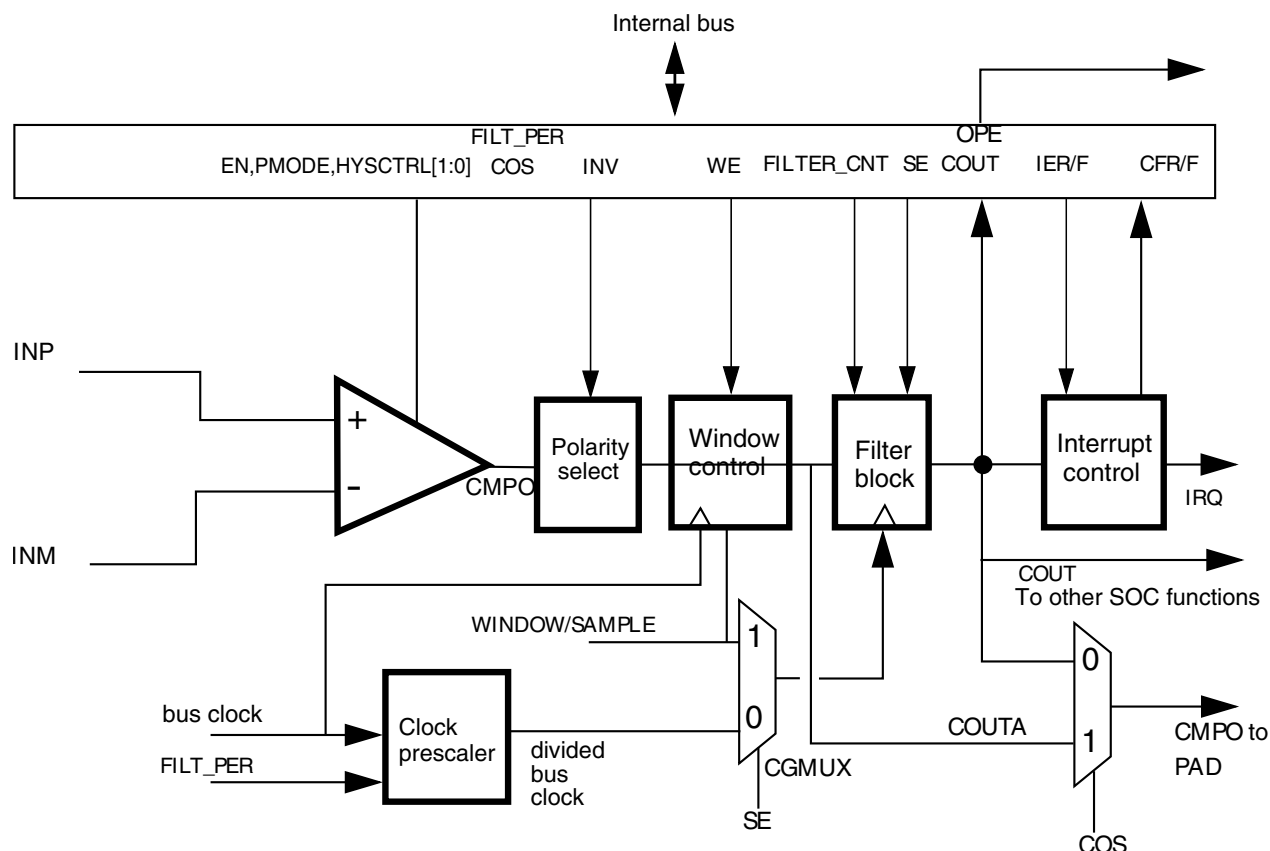 Internal bus
FILT_PER
OPE
EN,PMODE,HYSCTRL[1:0]
COS
INV
WE
FILTER_CNT
SE
COUT
IER/F
CFR/F
INP
+
-
INM
CMPO
Polarity
select
Window
control
Filter
block
Interrupt
control
IRQ
COUT
To other SOC functions
WINDOW/SAMPLE
1
0
0
1
bus clock
FILT_PER
Clock
prescaler
divided
bus
clock
CGMUX
SE
COUTA
CMPO to
PAD
COS